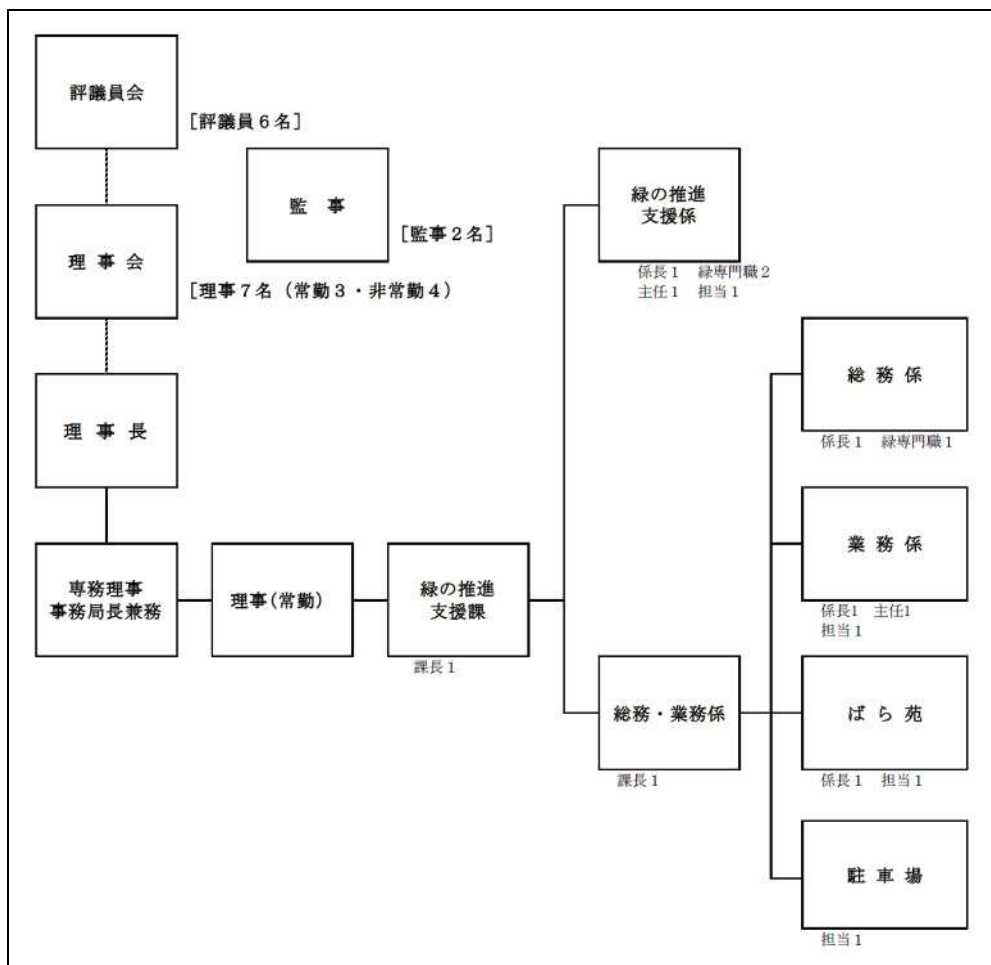 評議員会
[評議員6名]
監　事
[監事2名]
理 事 会
[理事7名（常勤3・非常勤4）
理 事 長
専務理事
事務局長兼務
理事(常勤)
緑の推進
支援課
課長1
緑の推進
支援係
係長1　緑専門職2
主任1　担当1
総務・業務係
課長1
総 務 係
係長1　緑専門職1
業 務 係
係長1　主任1
担当1
ば ら 苑
係長1　担当1
駐 車 場
担当1